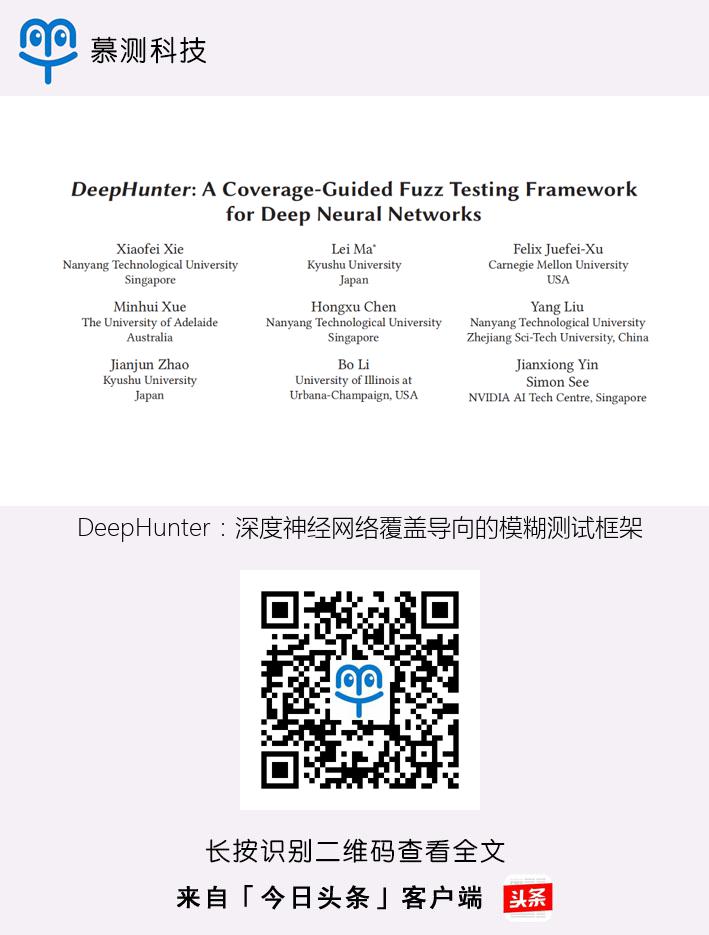 慕测科技
DeepHunter: A Coverage-Guided Fuzz Testing Framework
for Deep Neural Networks
Xiaofei Xie
Nanyang Technological University
Singapore
Lei Ma*
Kyushu University
Japan
Felix Juefei-Xu
Carnegie Mellon University
USA
Minhui Xue
The University of Adelaide
Australia
Hongxu Chen
Nanyang Technological University
Singapore
Yang Liu
Nanyang Technological University
Zhejiang Sci-Tech University, China
Jianjun Zhao
Kyushu University
Japan
Bo Li
University of Illinois at
Urbana-Champaign, USA
Jianxiong Yin
Simon See
NVIDIA AI Tech Centre, Singapore
DeepHunter：深度神经网络覆盖导向的模糊测试框架
长按识别二维码查看全文
来自「今日头条」客户端
头条